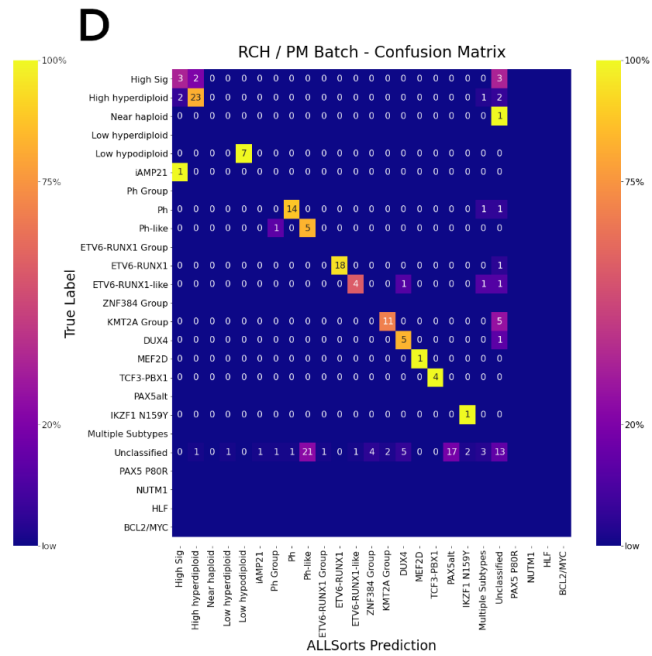 D
RCH / PM Batch - Confusion Matrix
100%
75%
20%
low
True Label
High Sig 3 2 0 0 0 0 0 0 0 0 0 0 0 0 0 0 0 0 0 0 3
High hyperdiploid 2 23 0 0 0 0 0 0 0 0 0 0 0 0 0 0 0 0 0 1 2
Near haploid 0 0 0 0 0 0 0 0 0 0 0 0 0 0 0 0 0 0 0 0 1
Low hyperdiploid
Low hypodiploid 0 0 0 0 7 0 0 0 0 0 0 0 0 0 0 0 0 0 0 0 0
iAMP21 1 0 0 0 0 0 0 0 0 0 0 0 0 0 0 0 0 0 0 0 0
Ph Group
Ph 0 0 0 0 0 0 0 14 0 0 0 0 0 0 0 0 0 0 0 1 1
Ph-like 0 0 0 0 0 0 1 0 5 0 0 0 0 0 0 0 0 0 0 0 0
ETV6-RUNX1 Group
ETV6-RUNX1 0 0 0 0 0 0 0 0 0 0 18 0 0 0 0 0 0 0 0 0 1
ETV6-RUNX1-like 0 0 0 0 0 0 0 0 0 0 0 4 0 0 1 0 0 0 0 1 1
ZNF384 Group
KMT2A Group 0 0 0 0 0 0 0 0 0 0 0 0 0 11 0 0 0 0 0 0 5
DUX4 0 0 0 0 0 0 0 0 0 0 0 0 0 0 5 0 0 0 0 0 1
MEF2D 0 0 0 0 0 0 0 0 0 0 0 0 0 0 0 1 0 0 0 0 0
TCF3-PBX1 0 0 0 0 0 0 0 0 0 0 0 0 0 0 0 0 4 0 0 0 0
PAX5alt
IKZF1 N159Y 0 0 0 0 0 0 0 0 0 0 0 0 0 0 0 0 0 0 1 0 0
Multiple Subtypes
Unclassified 0 1 0 1 0 1 1 1 21 1 0 1 4 2 5 0 0 17 2 3 13
PAX5 P80R
NUTM1
HLF
BCL2/MYC
High Sig
High hyperdiploid
Near haploid
Low hyperdiploid
Low hypodiploid
iAMP21
Ph Group
Ph
Ph-like
ETV6-RUNX1 Group
ETV6-RUNX1
ETV6-RUNX1-like
ZNF384 Group
KMT2A Group
DUX4
MEF2D
TCF3-PBX1
PAX5alt
IKZF1 N159Y
Multiple Subtypes
Unclassified
PAX5 P80R
NUTM1
HLF
BCL2/MYC
ALLSorts Prediction
100%
75%
20%
low